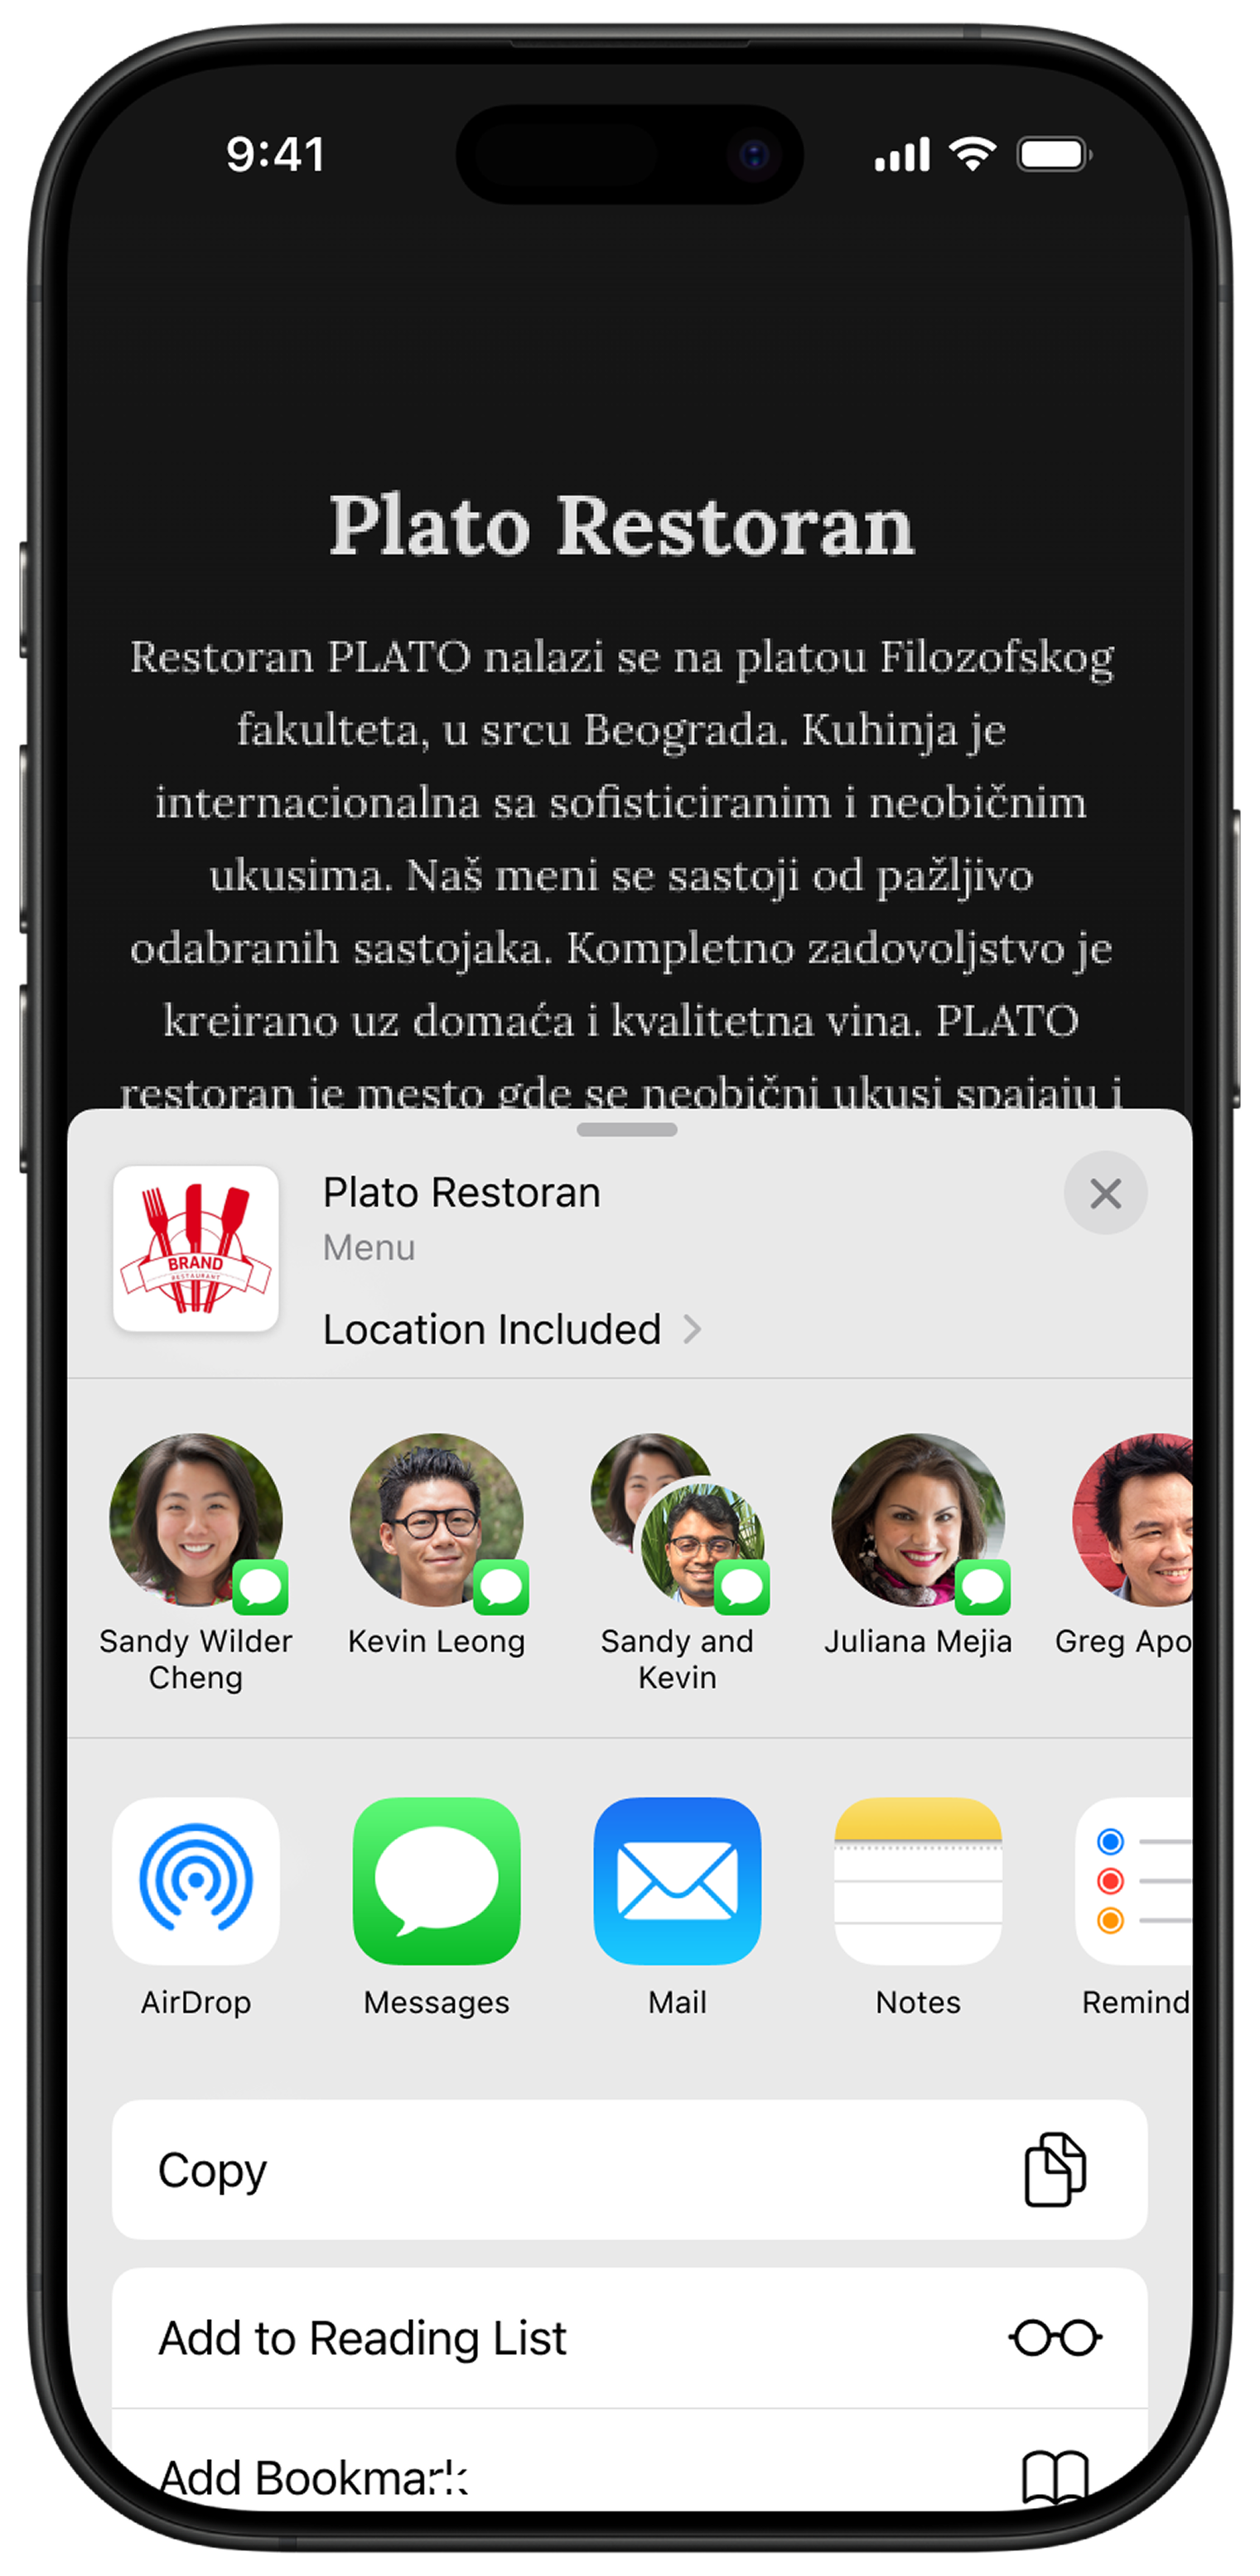 9:41
Plato Restoran
Restoran PLATO nalazi se na platou Filozofskog
fakulteta, u srcu Beograda. Kuhinja je
internacionalna sa sofisticiranim i neobičnim
ukusima. Naš meni se sastoji od pažljivo
odabranih sastojaka. Kompletno zadovoljstvo je
kreirano uz domaća i kvalitetna vina. PLATO
restoran je mesto gde se neobični ukusi spajaju i
BRAND
RESTAURANT
Plato Restoran
Menu
Location Included
Sandy Wilder
Cheng
Kevin Leong
Sandy and
Kevin
Juliana Mejia
Greg Apo
AirDrop
Messages
Mail
Notes
Remind
Copy
Add to Reading List
Add Bookmark